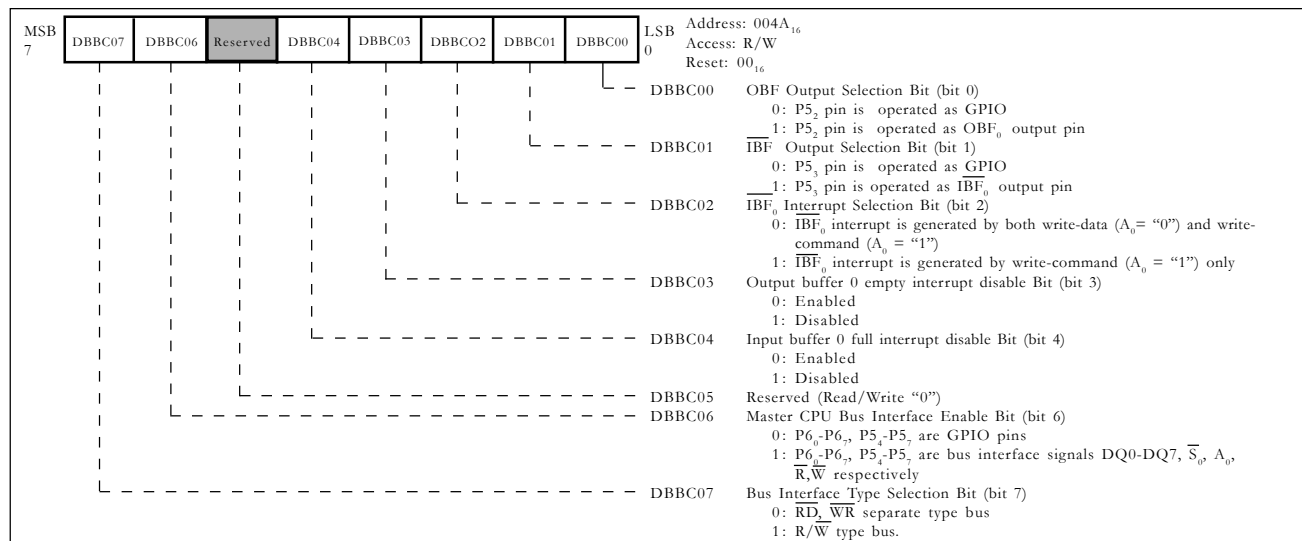 MSB
7
DBBC07 DBBC06 Reserved DBBC04 DBBC03 DBBCO2 DBBC01 DBBC00
LSB
0
Address: 004A₁₆
Access: R/W
Reset: 00₁₆
DBBC00 OBF Output Selection Bit (bit 0)
0: P5₂ pin is operated as GPIO
1: P5₂ pin is operated as OBF₀ output pin
DBBC01 I̅B̅F̅ Output Selection Bit (bit 1)
0: P5₃ pin is operated as GPIO
1: P5₃ pin is operated as I̅B̅F̅₀ output pin
DBBC02 I̅B̅F̅₀ Interrupt Selection Bit (bit 2)
0: I̅B̅F̅₀ interrupt is generated by both write-data (A₀= “0”) and write-
command (A₀ = “1”)
1: I̅B̅F̅₀ interrupt is generated by write-command (A₀ = “1”) only
DBBC03 Output buffer 0 empty interrupt disable Bit (bit 3)
0: Enabled
1: Disabled
DBBC04 Input buffer 0 full interrupt disable Bit (bit 4)
0: Enabled
1: Disabled
DBBC05 Reserved (Read/Write “0”)
DBBC06 Master CPU Bus Interface Enable Bit (bit 6)
0: P6₀-P6₇, P5₄-P5₇ are GPIO pins
1: P6₀-P6₇, P5₄-P5₇ are bus interface signals DQ0-DQ7, S̅₀, A₀,
R̅,W̅ respectively
DBBC07 Bus Interface Type Selection Bit (bit 7)
0: R̅D̅, W̅R̅ separate type bus
1: R/W̅ type bus.